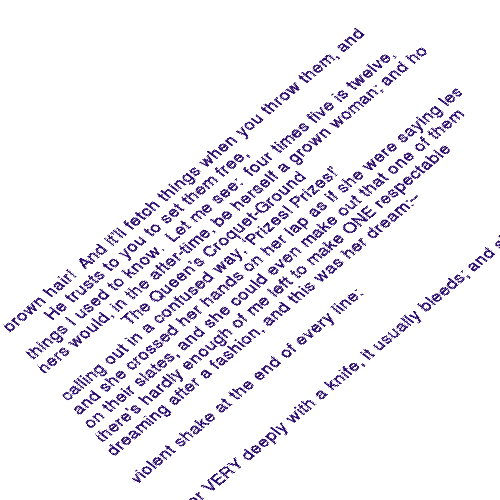 brown hair!  And it'll fetch things when you throw them, and
He trusts to you to set them free,
things I used to know.  Let me see:  four times five is twelve,
hers would, in the after-time, be herself a grown woman; and ho
The Queen's Croquet-Ground
calling out in a confused way, 'Prizes! Prizes!'
and she crossed her hands on her lap as if she were saying les
on their slates, and she could even make out that one of them
there's hardly enough of me left to make ONE respectable
dreaming after a fashion, and this was her dream:--
violent shake at the end of every line:
or VERY deeply with a knife, it usually bleeds; and